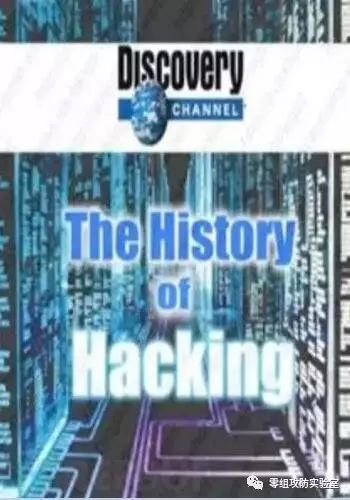 Discovery
CHANNEL
The History
of
Hacking
零组攻防实验室